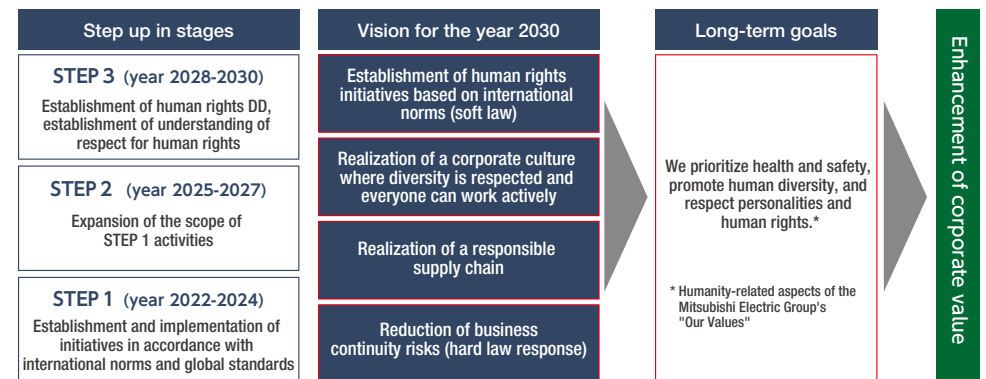 Step up in stages
STEP 3 (year 2028-2030)
Establishment of human rights DD,
establishment of understanding of
respect for human rights
STEP 2 (year 2025-2027)
Expansion of the scope of
STEP 1 activities
STEP 1 (year 2022-2024)
Establishment and implementation of
initiatives in accordance with
international norms and global standards
Vision for the year 2030
Establishment of human rights
initiatives based on international
norms (soft law)
Realization of a corporate culture
where diversity is respected and
everyone can work actively
Realization of a responsible
supply chain
Reduction of business
continuity risks (hard law response)
Long-term goals
We prioritize health and safety,
promote human diversity, and
respect personalities and
human rights.*
* Humanity-related aspects of the
Mitsubishi Electric Group's
"Our Values"
Enhancement of corporate value